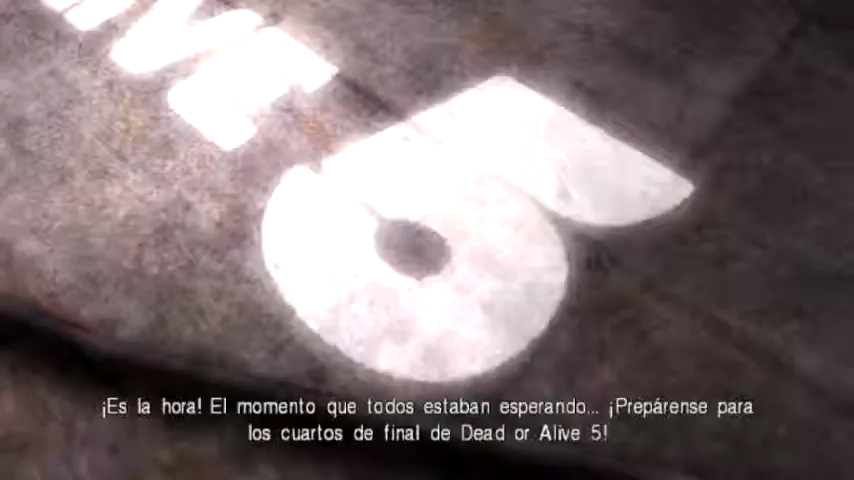 6
¡Es la hora! El momento que todos estaban esperando... ¡Prepárense para
los cuartos de final de Dead or Alive 5!